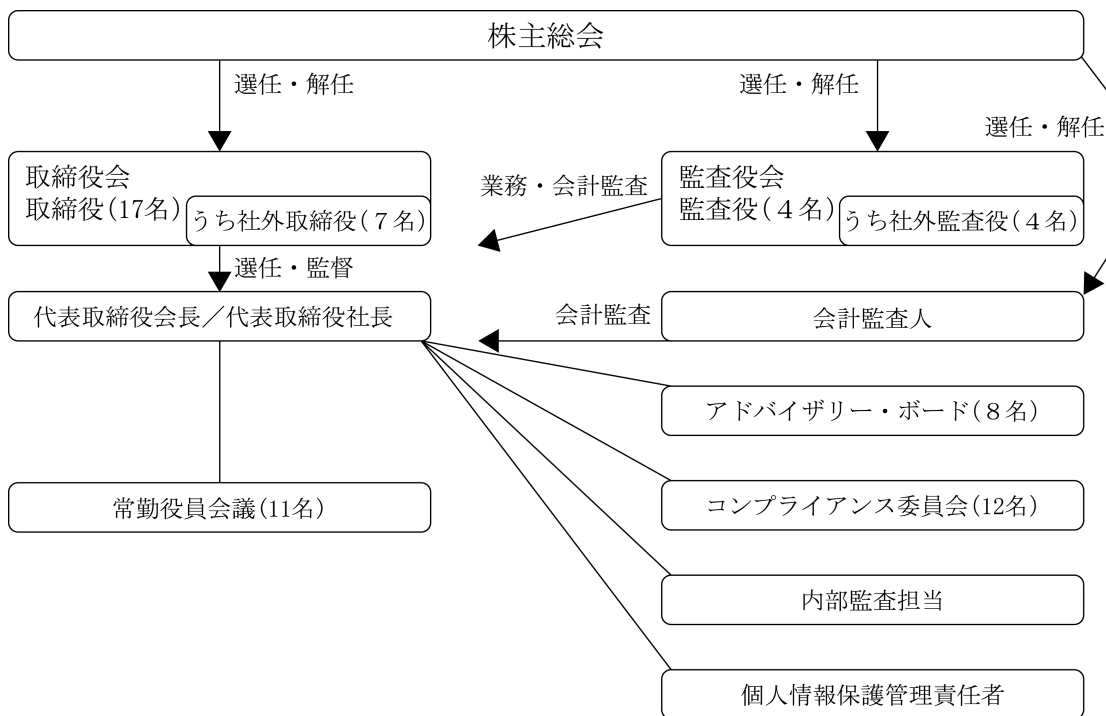 株主総会
選任・解任
選任・解任
選任・解任
取締役会
取締役(17名)
うち社外取締役(７名)
業務・会計監査
監査役会
監査役(４名)
うち社外監査役(４名)
選任・監督
代表取締役会長／代表取締役社長
会計監査
会計監査人
アドバイザリー・ボード(８名)
常勤役員会議(11名)
コンプライアンス委員会(12名)
内部監査担当
個人情報保護管理責任者